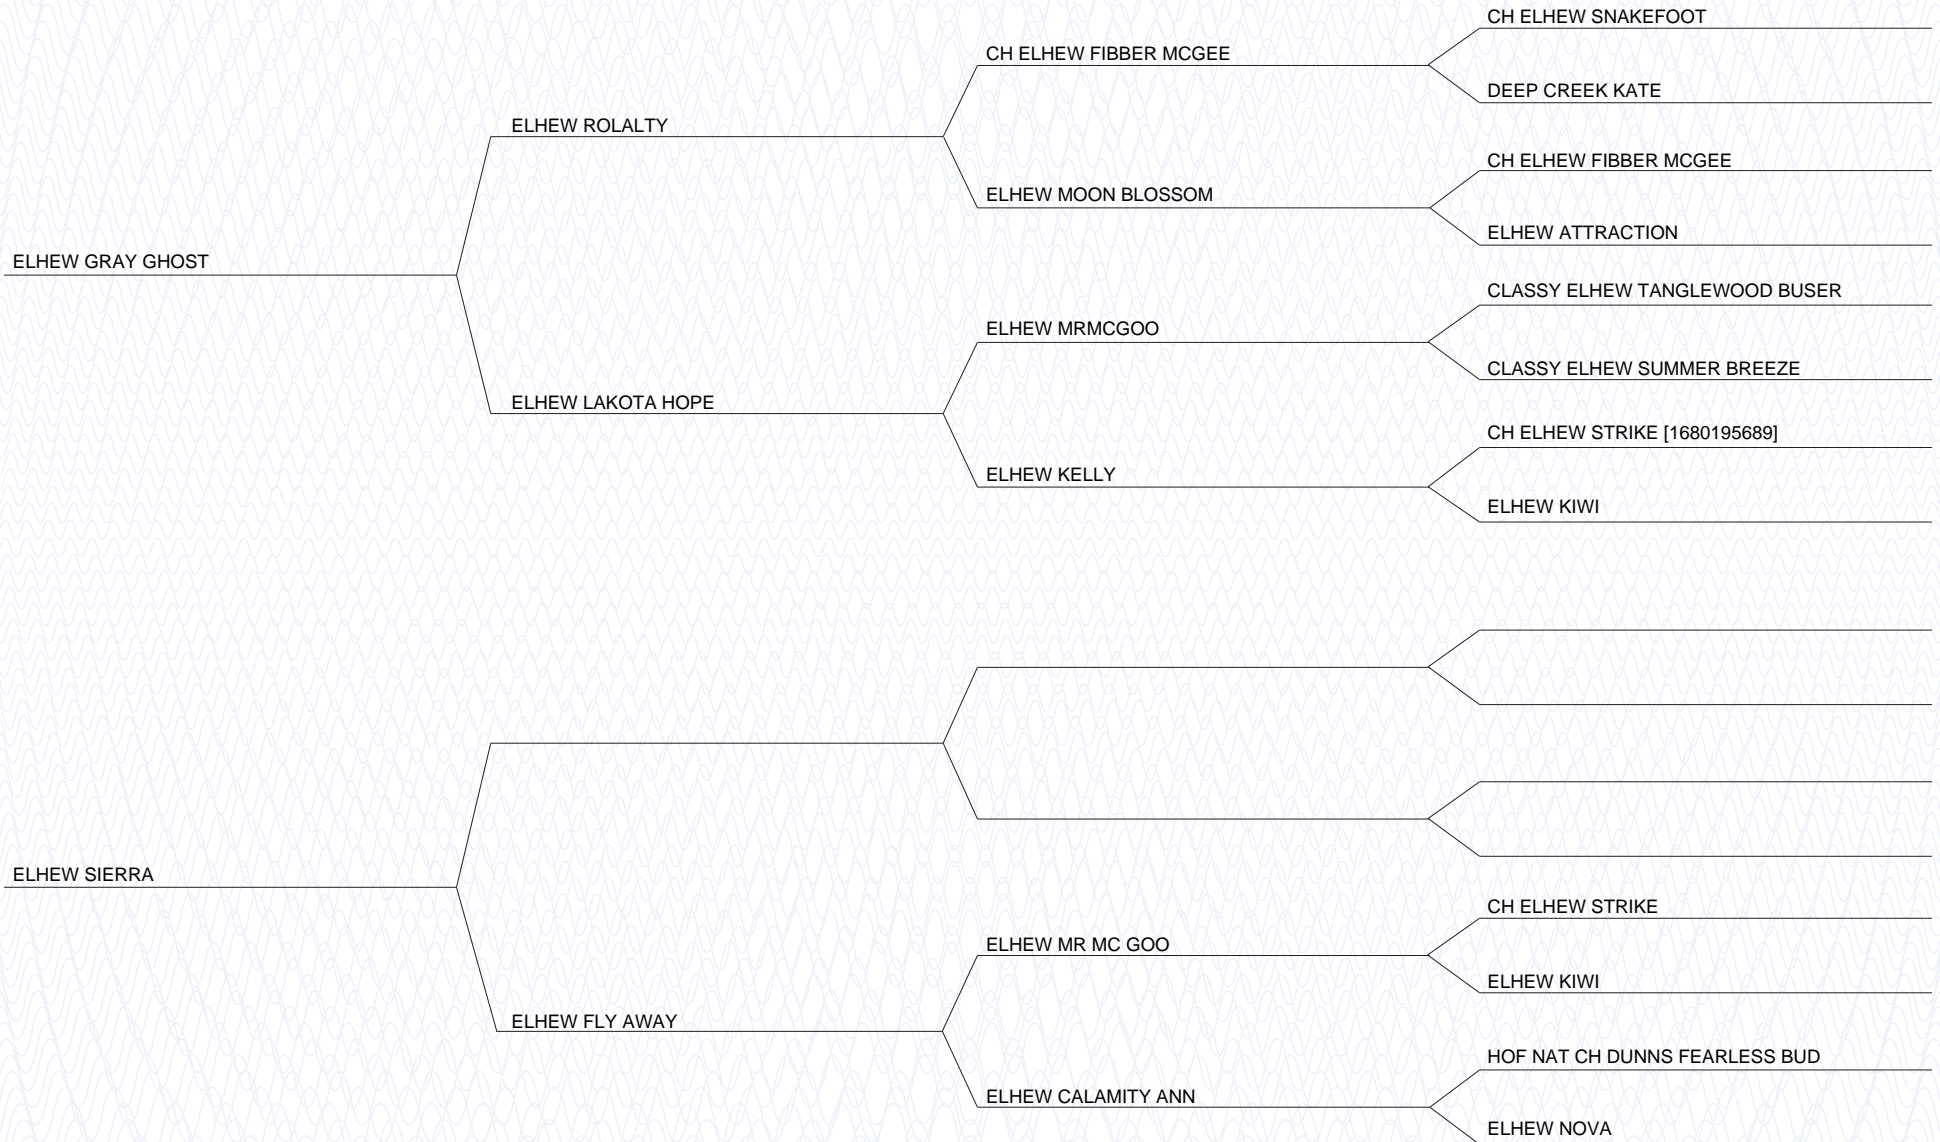 CH ELHEW SNAKEFOOT
CH ELHEW FIBBER MCGEE
DEEP CREEK KATE
ELHEW ROLALTY
CH ELHEW FIBBER MCGEE
ELHEW MOON BLOSSOM
ELHEW ATTRACTION
ELHEW GRAY GHOST
CLASSY ELHEW TANGLEWOOD BUSER
ELHEW MRMCGOO
CLASSY ELHEW SUMMER BREEZE
ELHEW LAKOTA HOPE
CH ELHEW STRIKE [1680195689]
ELHEW KELLY
ELHEW KIWI
ELHEW SIERRA
CH ELHEW STRIKE
ELHEW MR MC GOO
ELHEW KIWI
ELHEW FLY AWAY
HOF NAT CH DUNNS FEARLESS BUD
ELHEW CALAMITY ANN
ELHEW NOVA